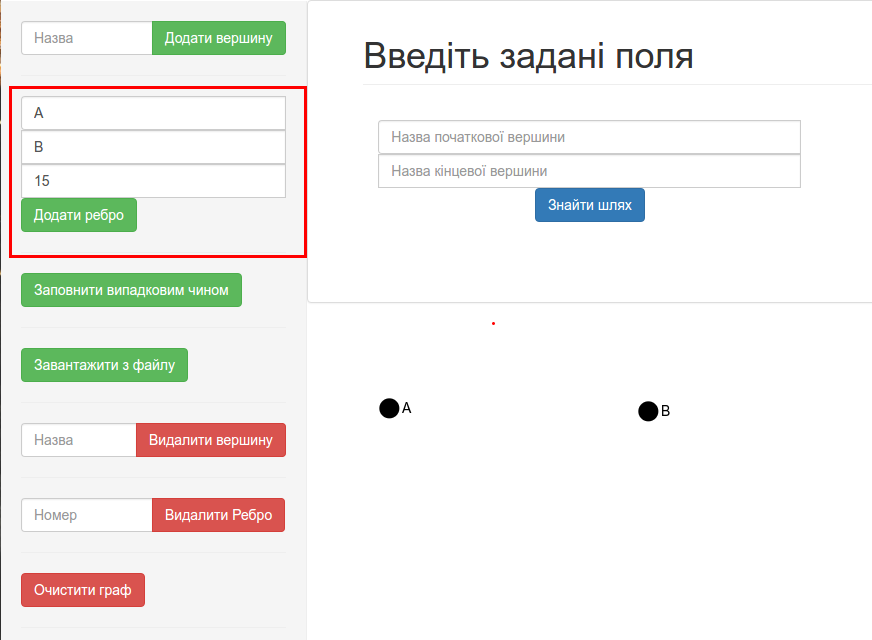 Назва
Додати вершину
A
B
15
Додати ребро
Заповнити випадковим чином
Завантажити з файлу
Назва
Видалити вершину
Номер
Видалити Ребро
Очистити граф
Введіть задані поля
Назва початкової вершини
Назва кінцевої вершини
Знайти шлях
A
B